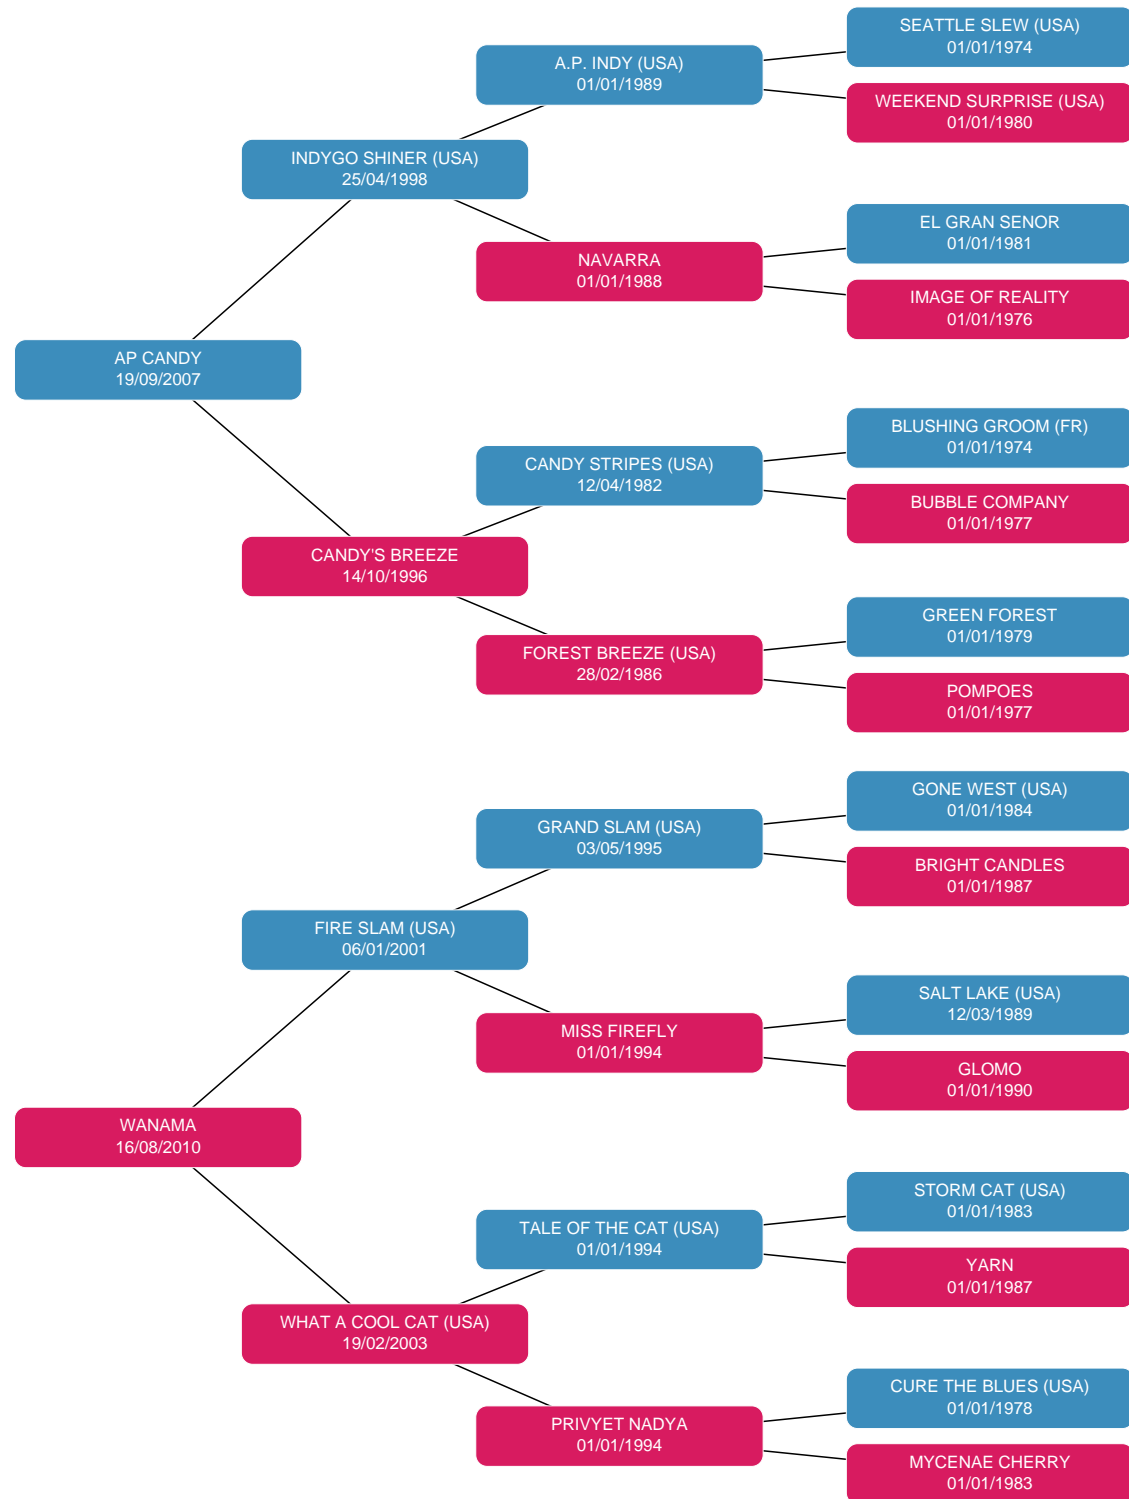 SEATTLE SLEW (USA)
01/01/1974
A.P. INDY (USA)
01/01/1989
WEEKEND SURPRISE (USA)
01/01/1980
INDYGO SHINER (USA)
25/04/1998
EL GRAN SENOR
01/01/1981
NAVARRA
01/01/1988
IMAGE OF REALITY
01/01/1976
AP CANDY
19/09/2007
BLUSHING GROOM (FR)
01/01/1974
CANDY STRIPES (USA)
12/04/1982
BUBBLE COMPANY
01/01/1977
CANDY'S BREEZE
14/10/1996
GREEN FOREST
01/01/1979
FOREST BREEZE (USA)
28/02/1986
POMPOES
01/01/1977
GONE WEST (USA)
01/01/1984
GRAND SLAM (USA)
03/05/1995
BRIGHT CANDLES
01/01/1987
FIRE SLAM (USA)
06/01/2001
SALT LAKE (USA)
12/03/1989
MISS FIREFLY
01/01/1994
GLOMO
01/01/1990
WANAMA
16/08/2010
STORM CAT (USA)
01/01/1983
TALE OF THE CAT (USA)
01/01/1994
YARN
01/01/1987
WHAT A COOL CAT (USA)
19/02/2003
CURE THE BLUES (USA)
01/01/1978
PRIVYET NADYA
01/01/1994
MYCENAE CHERRY
01/01/1983